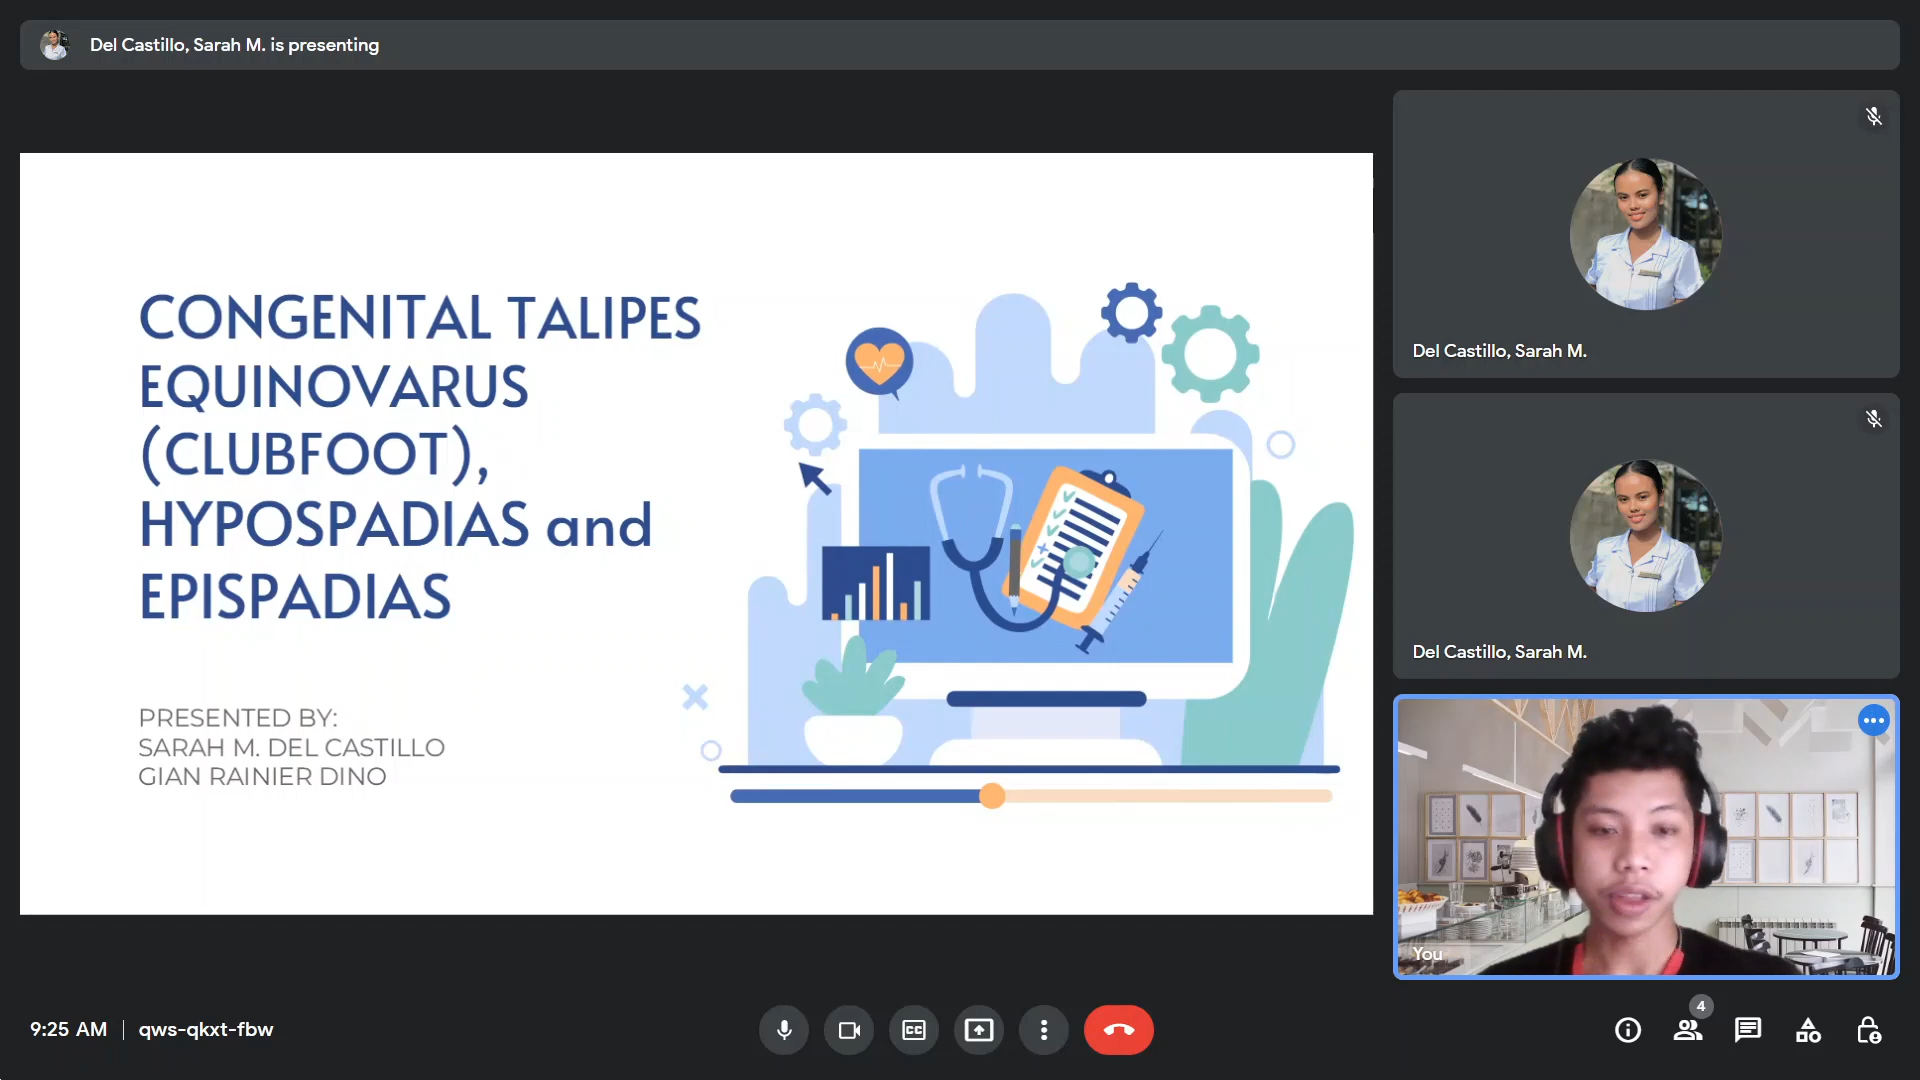 Del Castillo, Sarah M. is presenting
CONGENITAL TALIPES
EQUINOVARUS
(CLUBFOOT),
HYPOSPADIAS and
EPISPADIAS
PRESENTED BY:
SARAH M. DEL CASTILLO
GIAN RAINIER DINO
Del Castillo, Sarah M.
Del Castillo, Sarah M.
You
9:25 AM | qws-qkxt-fbw
CC
4